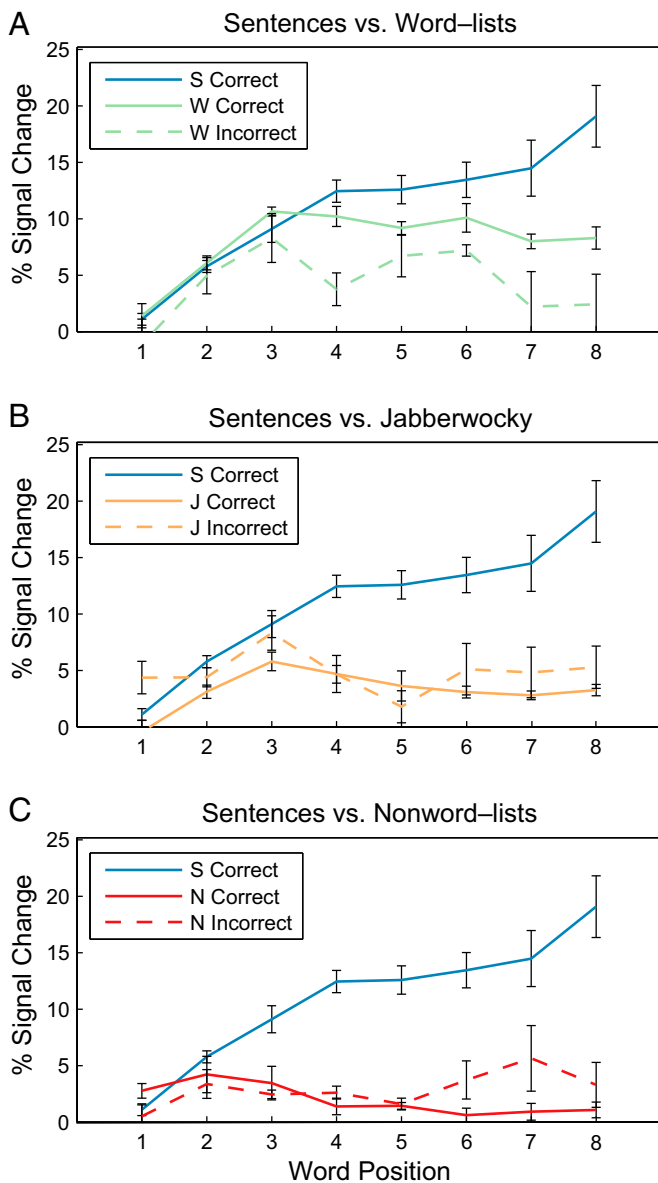 A
Sentences vs. Word–lists
25
20
15
10
5
0
% Signal Change
S Correct
W Correct
W Incorrect
1 2 3 4 5 6 7 8
B
Sentences vs. Jabberwocky
25
20
15
10
5
0
% Signal Change
S Correct
J Correct
J Incorrect
1 2 3 4 5 6 7 8
C
Sentences vs. Nonword–lists
25
20
15
10
5
0
% Signal Change
S Correct
N Correct
N Incorrect
1 2 3 4 5 6 7 8
Word Position